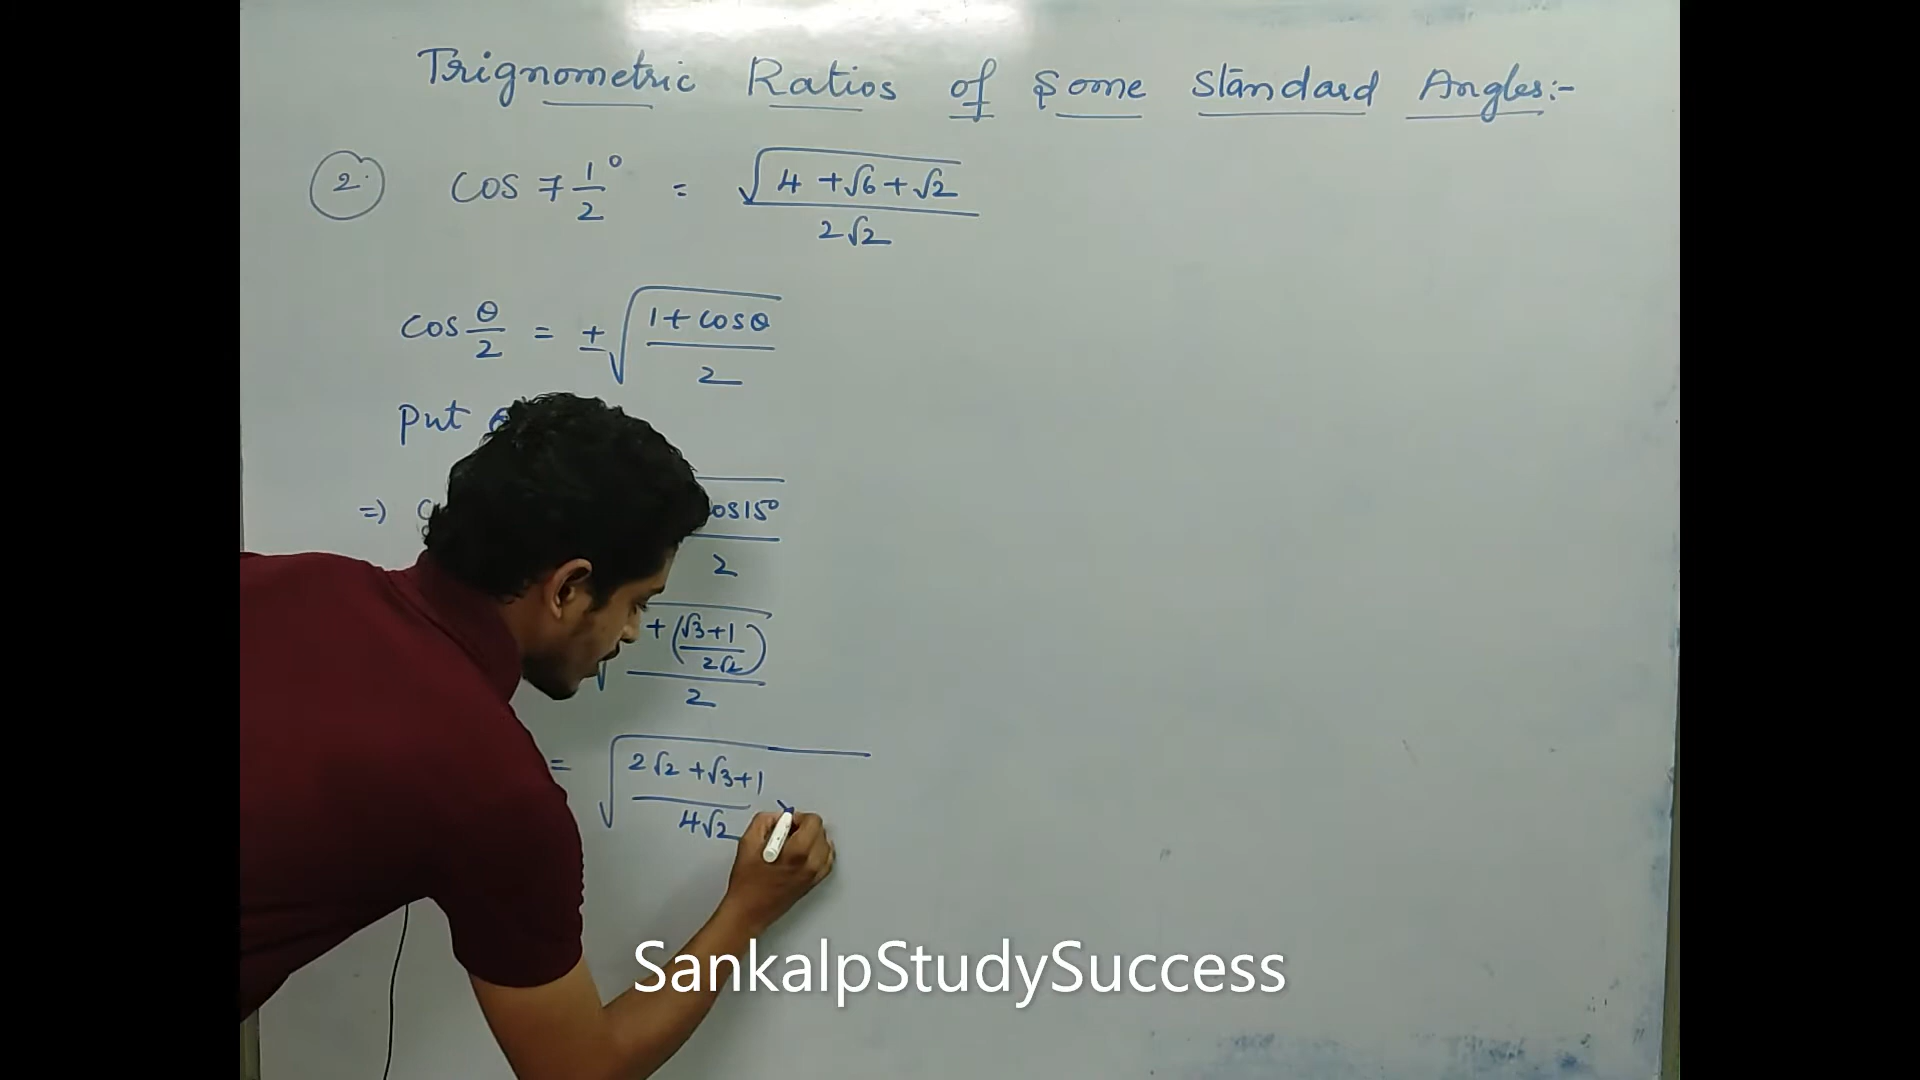 Trignometric Ratios of Some Standard Angles:-
2. cos 7 1/2° = √(4 + √6 + √2) / 2√2
cos θ/2 = ± √((1 + cosθ) / 2)
Put
=) cos15° / 2
+ (√3+1 / 2√2) / 2
= √((2√2 + √3 + 1) / 4√2) ×
SankalpStudySuccess